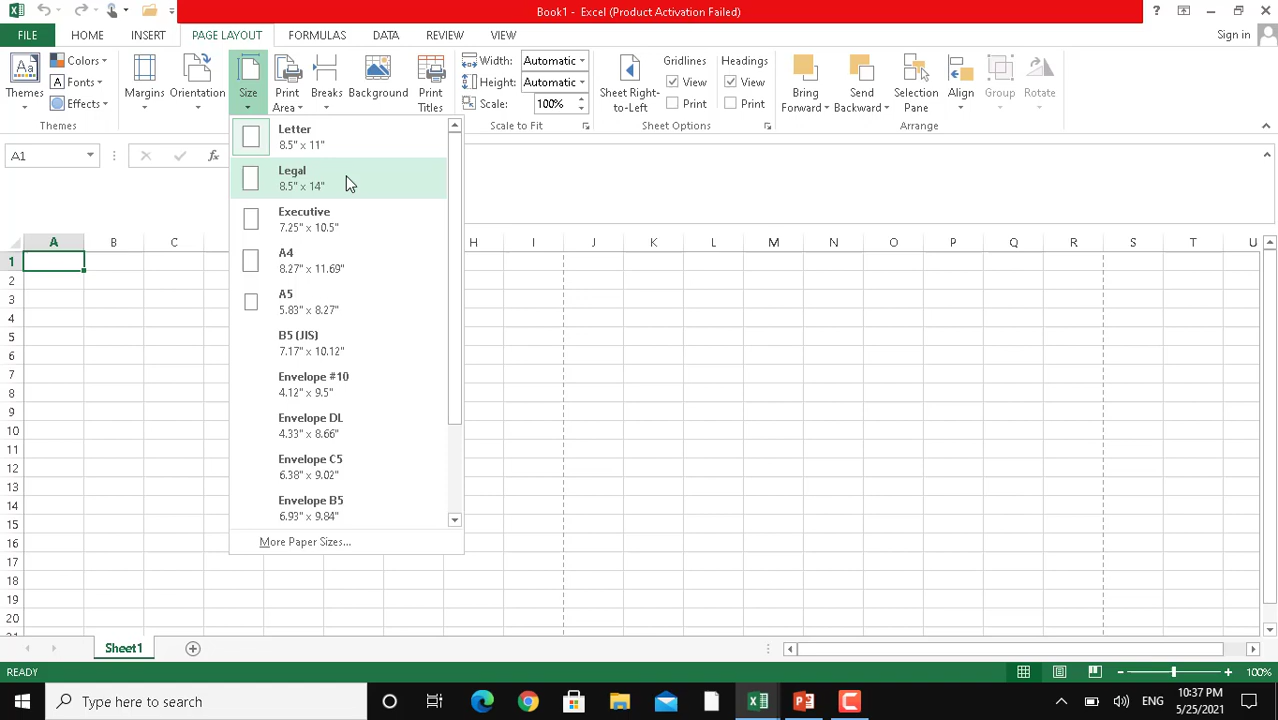 Book1 - Excel (Product Activation Failed)
?
FILE HOME INSERT PAGE LAYOUT FORMULAS DATA REVIEW VIEW Sign in
Themes
Colors
Fonts
Effects
Themes
Margins
Orientation
Size
Print Area
Breaks
Background
Print Titles
Width: Automatic
Height: Automatic
Scale: 100%
Scale to Fit
Sheet Right-to-Left
Gridlines
View
Print
Headings
View
Print
Sheet Options
Bring Forward
Send Backward
Selection Pane
Align
Group
Rotate
Arrange
A1
fx
Letter
8.5" x 11"
Legal
8.5" x 14"
Executive
7.25" x 10.5"
A4
8.27" x 11.69"
A5
5.83" x 8.27"
B5 (JIS)
7.17" x 10.12"
Envelope #10
4.12" x 9.5"
Envelope DL
4.33" x 8.66"
Envelope C5
6.38" x 9.02"
Envelope B5
6.93" x 9.84"
More Paper Sizes...
A B C H I J K L M N O P Q R S T U
1
2
3
4
5
6
7
8
9
10
11
12
13
14
15
16
17
18
19
20
Sheet1
READY
100%
Type here to search
ENG
10:37 PM
5/25/2021